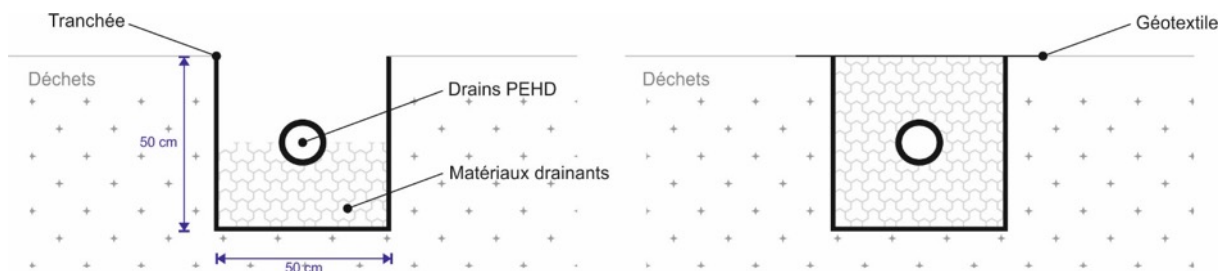 Tranchée
Géotextile
Déchets
Déchets
Drains PEHD
50 cm
Matériaux drainants
50 cm